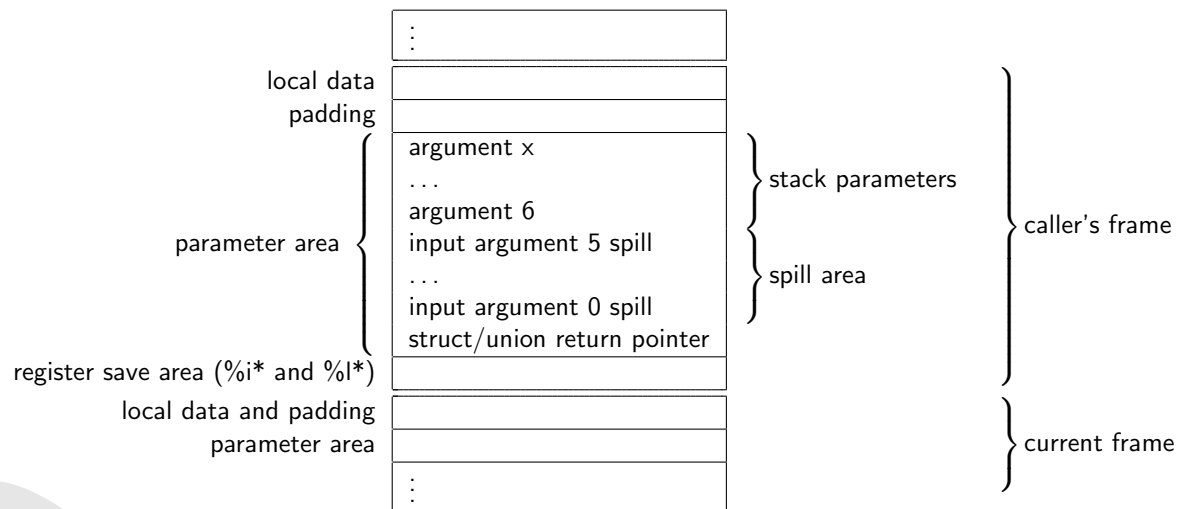 ⋮
local data
padding
argument x
. . .
stack parameters
argument 6
parameter area
input argument 5 spill
caller's frame
. . .
spill area
input argument 0 spill
struct/union return pointer
register save area (%i* and %l*)
local data and padding
parameter area
current frame
⋮